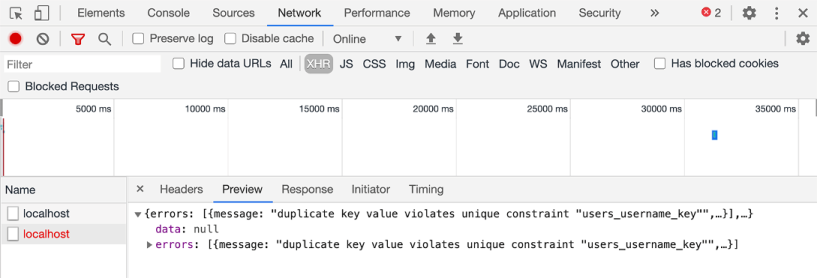 Elements Console Sources Network Performance Memory Application Security » 2
Preserve log Disable cache Online
Filter Hide data URLs All XHR JS CSS Img Media Font Doc WS Manifest Other Has blocked cookies
Blocked Requests
5000 ms 10000 ms 15000 ms 20000 ms 25000 ms 30000 ms 35000 ms
Name × Headers Preview Response Initiator Timing
localhost
localhost
{errors: [{message: "duplicate key value violates unique constraint "users_username_key"",…}],…}
data: null
errors: [{message: "duplicate key value violates unique constraint "users_username_key"",…}]